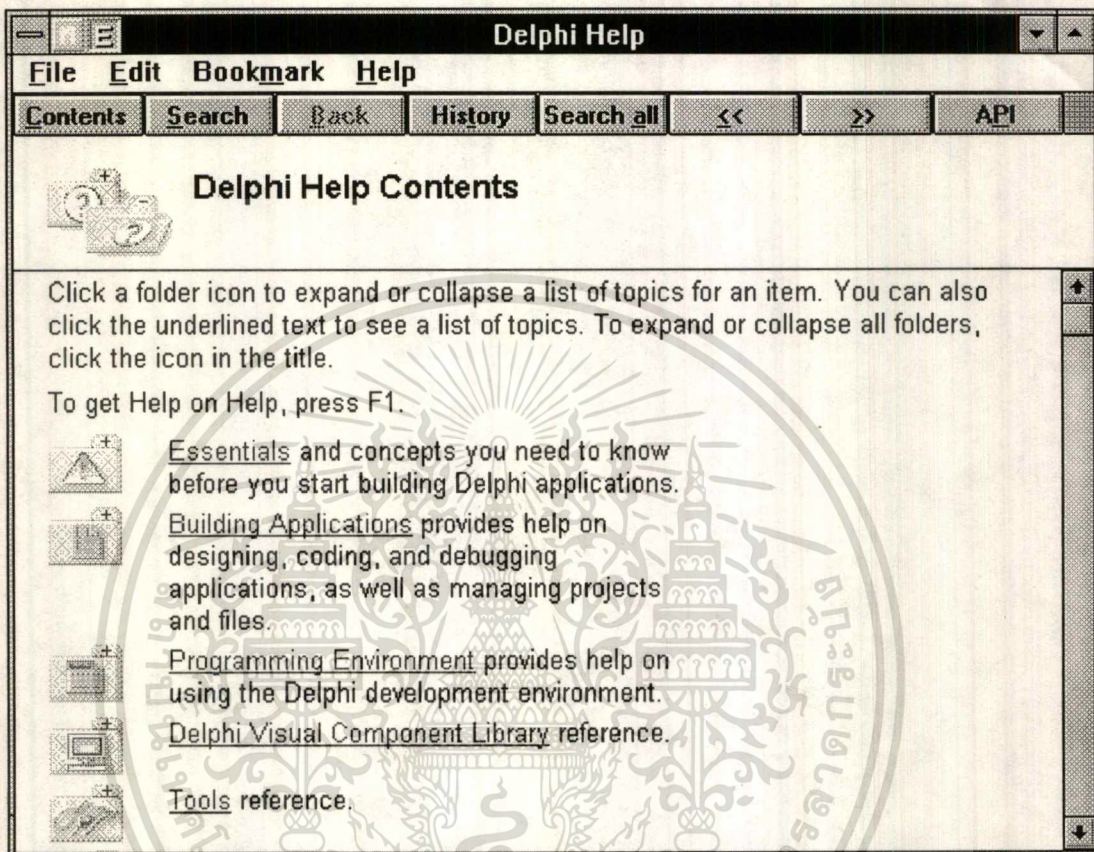 Delphi Help
File Edit Bookmark Help
Contents Search Back History Search all << >> API
Delphi Help Contents
Click a folder icon to expand or collapse a list of topics for an item. You can also
click the underlined text to see a list of topics. To expand or collapse all folders,
click the icon in the title.
To get Help on Help, press F1.
Essentials and concepts you need to know
before you start building Delphi applications.
Building Applications provides help on
designing, coding, and debugging
applications, as well as managing projects
and files.
Programming Environment provides help on
using the Delphi development environment.
Delphi Visual Component Library reference.
Tools reference.